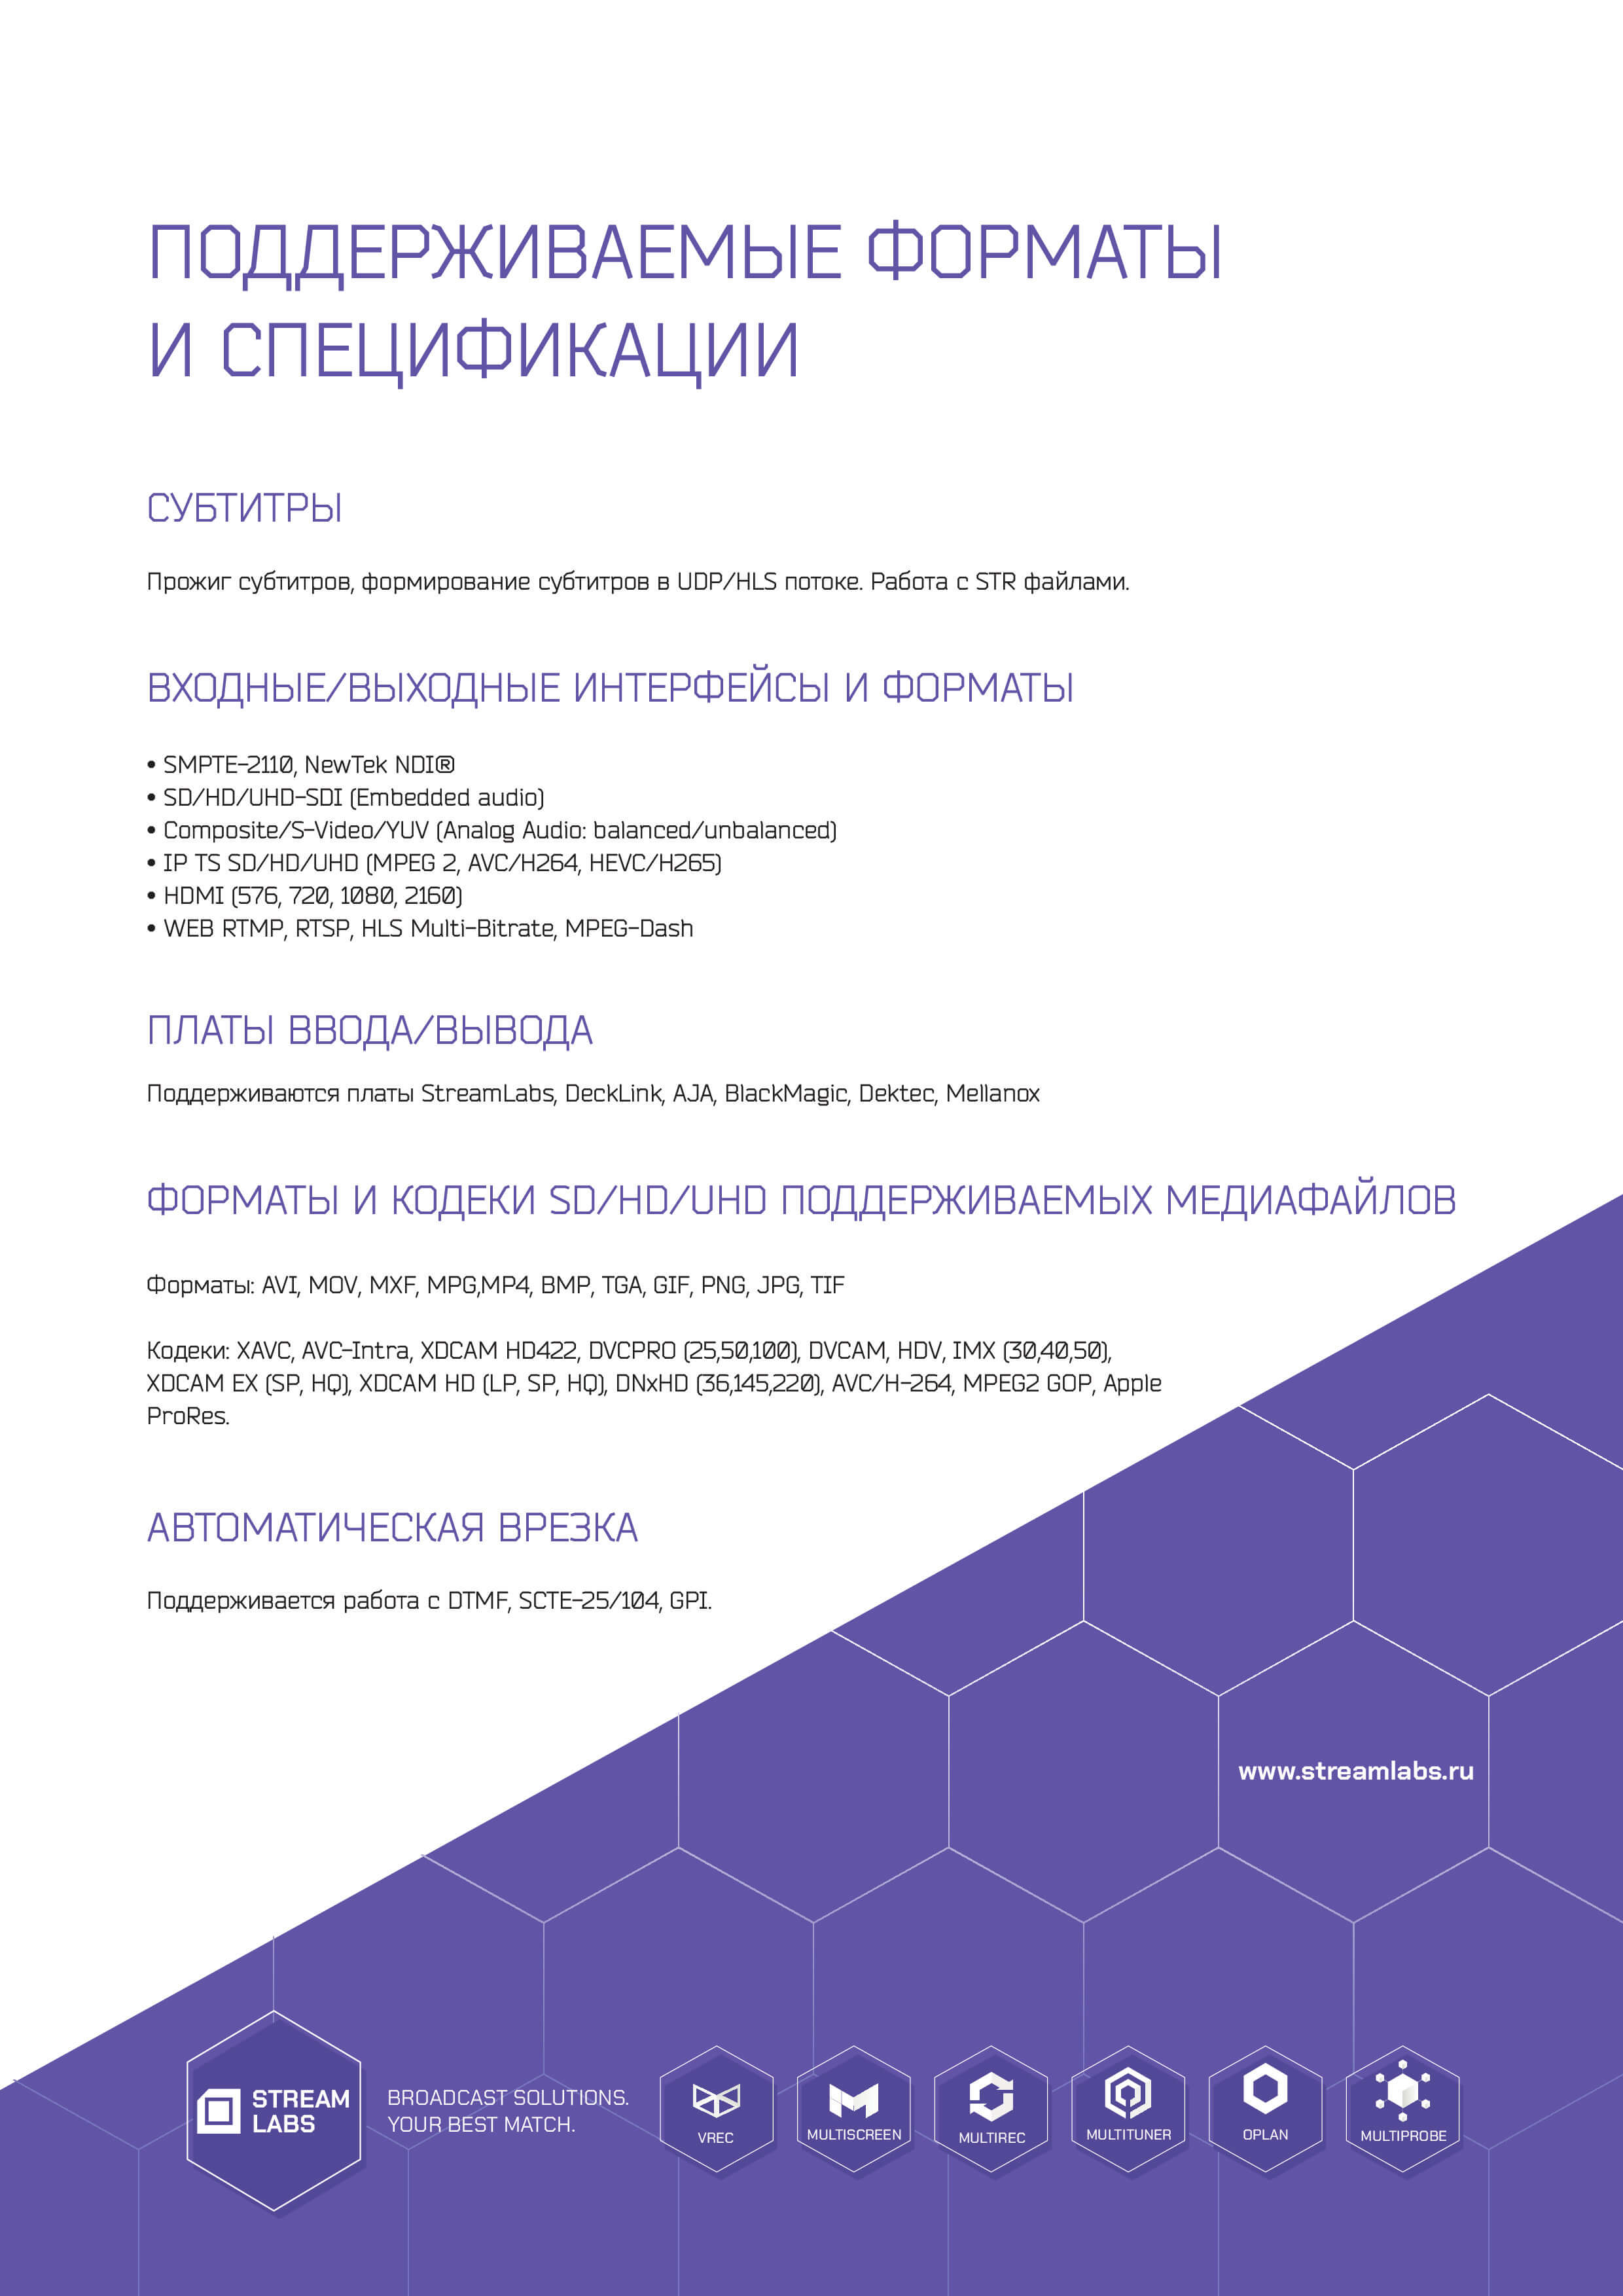 ПОДДЕРЖИВАЕМЫЕ ФОРМАТЫ
И СПЕЦИФИКАЦИИ
СУБТИТРЫ
Прожиг субтитров, формирование субтитров в UDP/HLS потоке. Работа с STR файлами.
ВХОДНЫЕ/ВЫХОДНЫЕ ИНТЕРФЕЙСЫ И ФОРМАТЫ
• SMPTE-2110, NewTek NDI®
• SD/HD/UHD-SDI (Embedded audio)
• Composite/S-Video/YUV (Analog Audio: balanced/unbalanced)
• IP TS SD/HD/UHD (MPEG 2, AVC/H264, HEVC/H265)
• HDMI (576, 720, 1080, 2160)
• WEB RTMP, RTSP, HLS Multi-Bitrate, MPEG-Dash
ПЛАТЫ ВВОДА/ВЫВОДА
Поддерживаются платы StreamLabs, DeckLink, AJA, BlackMagic, Dektec, Mellanox
ФОРМАТЫ И КОДЕКИ SD/HD/UHD ПОДДЕРЖИВАЕМЫХ МЕДИАФАЙЛОВ
Форматы: AVI, MOV, MXF, MPG,MP4, BMP, TGA, GIF, PNG, JPG, TIF
Кодеки: XAVC, AVC-Intra, XDCAM HD422, DVCPRO (25,50,100), DVCAM, HDV, IMX (30,40,50),
XDCAM EX (SP, HQ), XDCAM HD (LP, SP, HQ), DNxHD (36,145,220), AVC/H-264, MPEG2 GOP, Apple
ProRes.
АВТОМАТИЧЕСКАЯ ВРЕЗКА
Поддерживается работа с DTMF, SCTE-25/104, GPI.
www.streamlabs.ru
STREAM
LABS
BROADCAST SOLUTIONS.
YOUR BEST MATCH.
VREC
MULTISCREEN
MULTIREC
MULTITUNER
OPLAN
MULTIPROBE